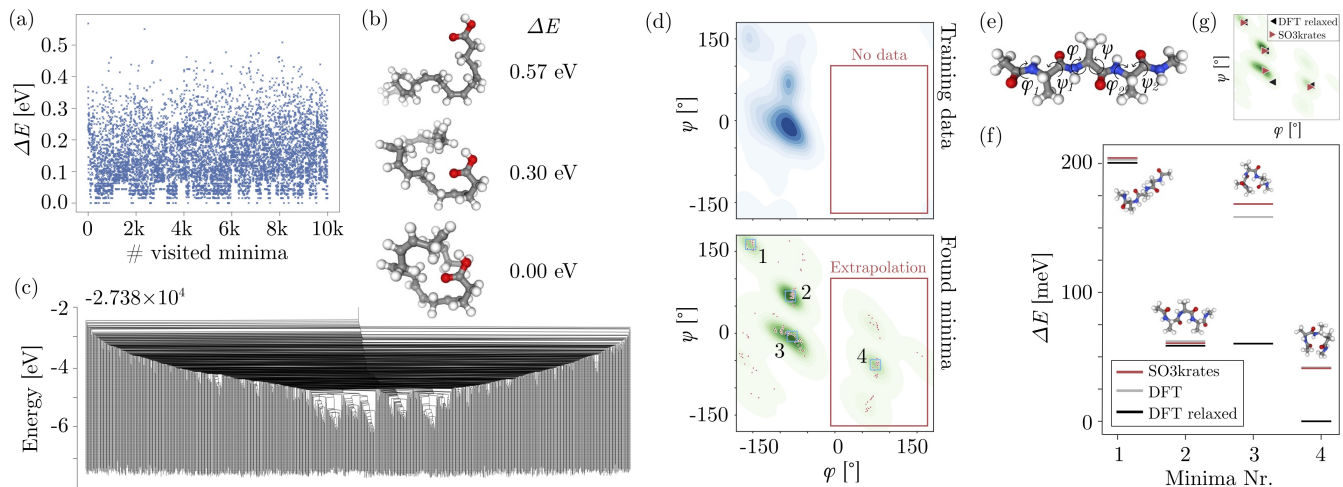 (a)
ΔE [eV]
0.5
0.4
0.3
0.2
0.1
0.0
0
2k
4k
6k
8k
10k
# visited minima
(b)
ΔE
0.57 eV
0.30 eV
0.00 eV
(c)
-2.738×10⁴
-2
-3
-4
-5
-6
Energy [eV]
(d)
Training data
No data
150
0
-150
ψ [°]
Found minima
Extrapolation
1
2
3
4
150
0
-150
ψ [°]
-150
0
150
φ [°]
(e)
φ₁
ψ₁
φ
ψ
φ₂
ψ₂
(g)
DFT relaxed
SO3krates
ψ [°]
φ [°]
(f)
200
100
0
ΔE [meV]
SO3krates
DFT
DFT relaxed
1
2
3
4
Minima Nr.